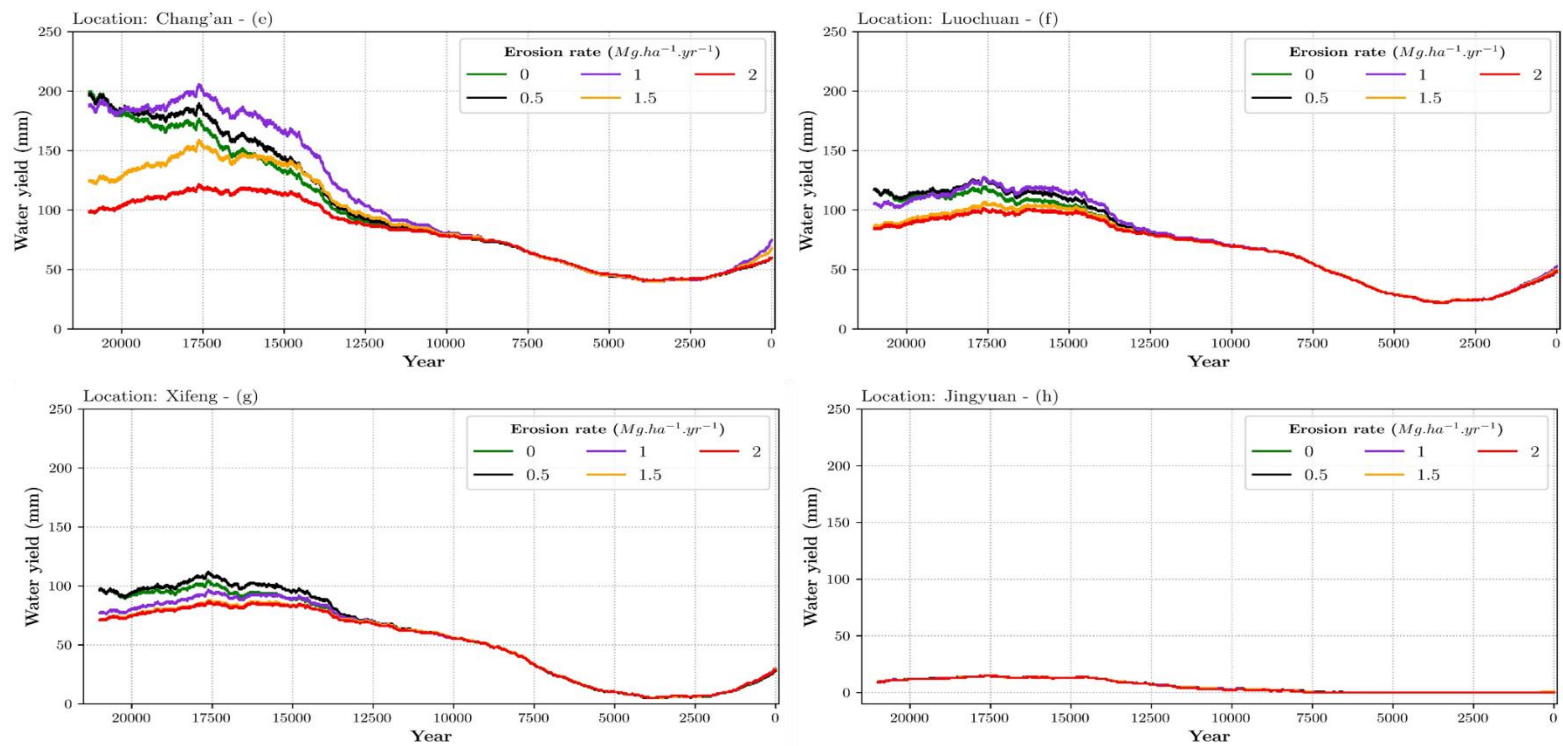 Location: Chang'an - (e)
Erosion rate (Mg.ha⁻¹.yr⁻¹)
0 1 2
0.5 1.5
250
200
150
100
50
0
Water yield (mm)
20000 17500 15000 12500 10000 7500 5000 2500 0
Year
Location: Luochuan - (f)
Erosion rate (Mg.ha⁻¹.yr⁻¹)
0 1 2
0.5 1.5
250
200
150
100
50
0
Water yield (mm)
20000 17500 15000 12500 10000 7500 5000 2500 0
Year
Location: Xifeng - (g)
Erosion rate (Mg.ha⁻¹.yr⁻¹)
0 1 2
0.5 1.5
250
200
150
100
50
0
Water yield (mm)
20000 17500 15000 12500 10000 7500 5000 2500 0
Year
Location: Jingyuan - (h)
Erosion rate (Mg.ha⁻¹.yr⁻¹)
0 1 2
0.5 1.5
250
200
150
100
50
0
Water yield (mm)
20000 17500 15000 12500 10000 7500 5000 2500 0
Year